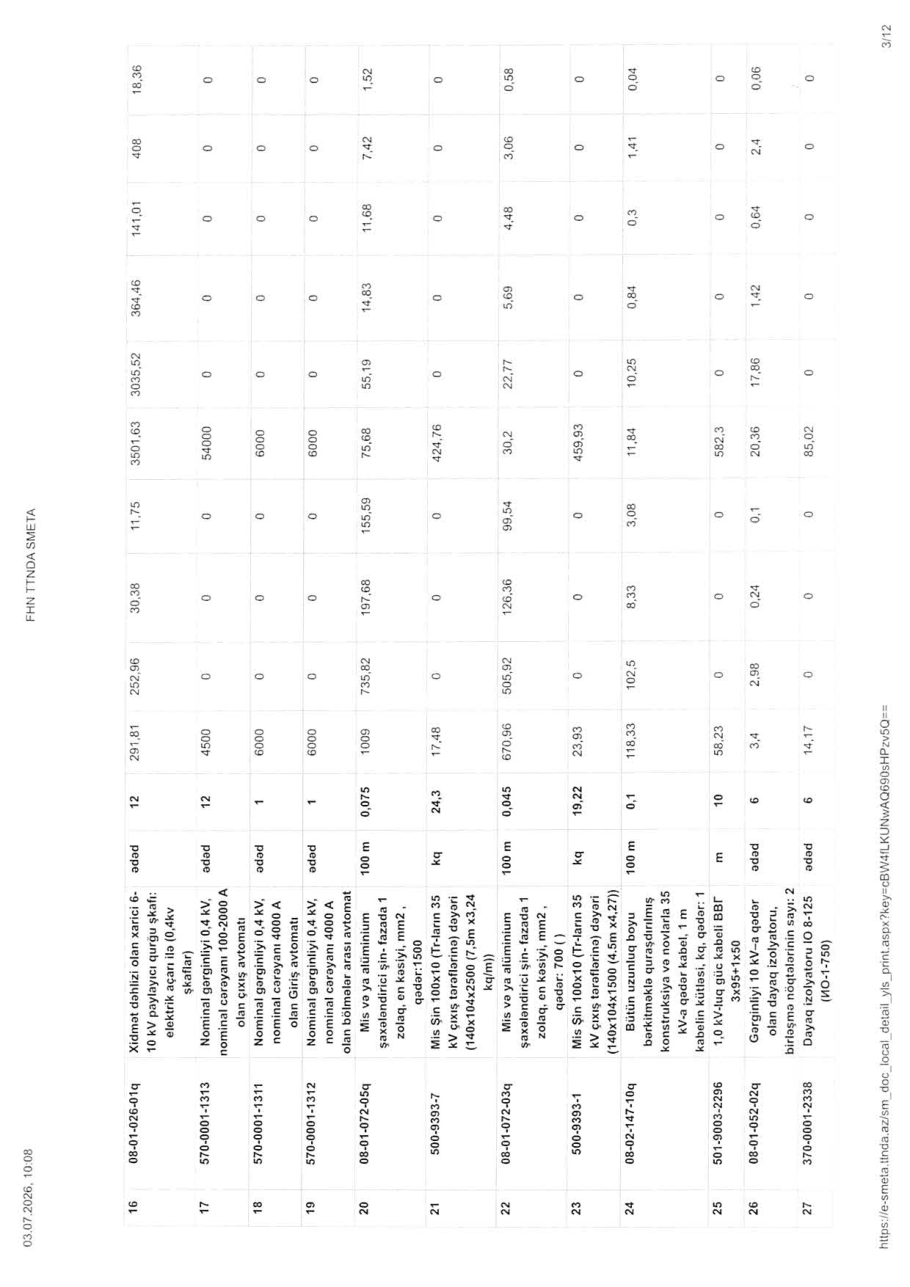 03.07.2026, 10:08
FHN TTNDA SMETA
16 08-01-026-01q Xidmət dəhlizi olan xarici 6- ədəd 12 291,81 252,96 30,38 11,75 3501,63 3035,52 364,46 141,01 408 18,36
10 kV paylayıcı qurğu şkafı:
elektrik açarı ilə (0,4kv
şkaflar)
17 570-0001-1313 Nominal gərginliyi 0,4 kV, ədəd 12 4500 0 0 0 54000 0 0 0 0 0
nominal cərəyanı 100-2000 A
olan çıxış avtomatı
18 570-0001-1311 Nominal gərginliyi 0,4 kV, ədəd 1 6000 0 0 0 6000 0 0 0 0 0
nominal cərəyanı 4000 A
olan Giriş avtomatı
19 570-0001-1312 Nominal gərginliyi 0,4 kV, ədəd 1 6000 0 0 0 6000 0 0 0 0 0
nominal cərəyanı 4000 A
olan bölmələr arası avtomat
20 08-01-072-05q Mis və ya alüminium 100 m 0,075 1009 735,82 197,68 155,59 75,68 55,19 14,83 11,68 7,42 1,52
şaxələndirici şin- fazada 1
zolaq, en kəsiyi, mm2 ,
qədər:1500
21 500-9393-7 Mis Şin 100x10 (Tr-ların 35 kq 24,3 17,48 0 0 0 424,76 0 0 0 0 0
kV çıxış tərəflərinə) dəyəri
(140x104x2500 (7,5m x3,24
kq/m))
22 08-01-072-03q Mis və ya alüminium 100 m 0,045 670,96 505,92 126,36 99,54 30,2 22,77 5,69 4,48 3,06 0,58
şaxələndirici şin- fazada 1
zolaq, en kəsiyi, mm2 ,
qədər: 700 ( )
23 500-9393-1 Mis Şin 100x10 (Tr-ların 35 kq 19,22 23,93 0 0 0 459,93 0 0 0 0 0
kV çıxış tərəflərinə) dəyəri
(140x104x1500 (4.5m x4,27))
24 08-02-147-10q Bütün uzunluq boyu 100 m 0,1 118,33 102,5 8,33 3,08 11,84 10,25 0,84 0,3 1,41 0,04
bərkitməklə quraşdırılmış
konstruksiya və novlarla 35
kV-a qədər kabel, 1 m
kabelin kütləsi, kq, qədər: 1
25 501-9003-2296 1,0 kV-luq güc kabeli ВВГ m 10 58,23 0 0 0 582,3 0 0 0 0 0
3x95+1x50
26 08-01-052-02q Gərginliyi 10 kV–a qədər ədəd 6 3,4 2,98 0,24 0,1 20,36 17,86 1,42 0,64 2,4 0,06
olan dayaq izolyatoru,
birləşmə nöqtələrinin sayı: 2
27 370-0001-2338 Dayaq izolyatoru IO 8-125 ədəd 6 14,17 0 0 0 85,02 0 0 0 0 0
(ИО-1-750)
https://e-smeta.ttnda.az/sm_doc_local_detail_yls_print.aspx?key=cBW4fLKUNwAQ690sHPzv5Q==
3/12